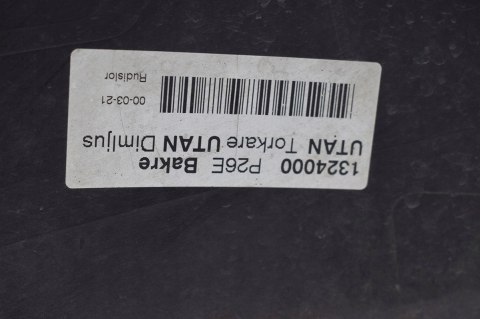 1324000 P26E Bakre
UTAN Torkare UTAN Dimljus
00-03-21 Rudislor